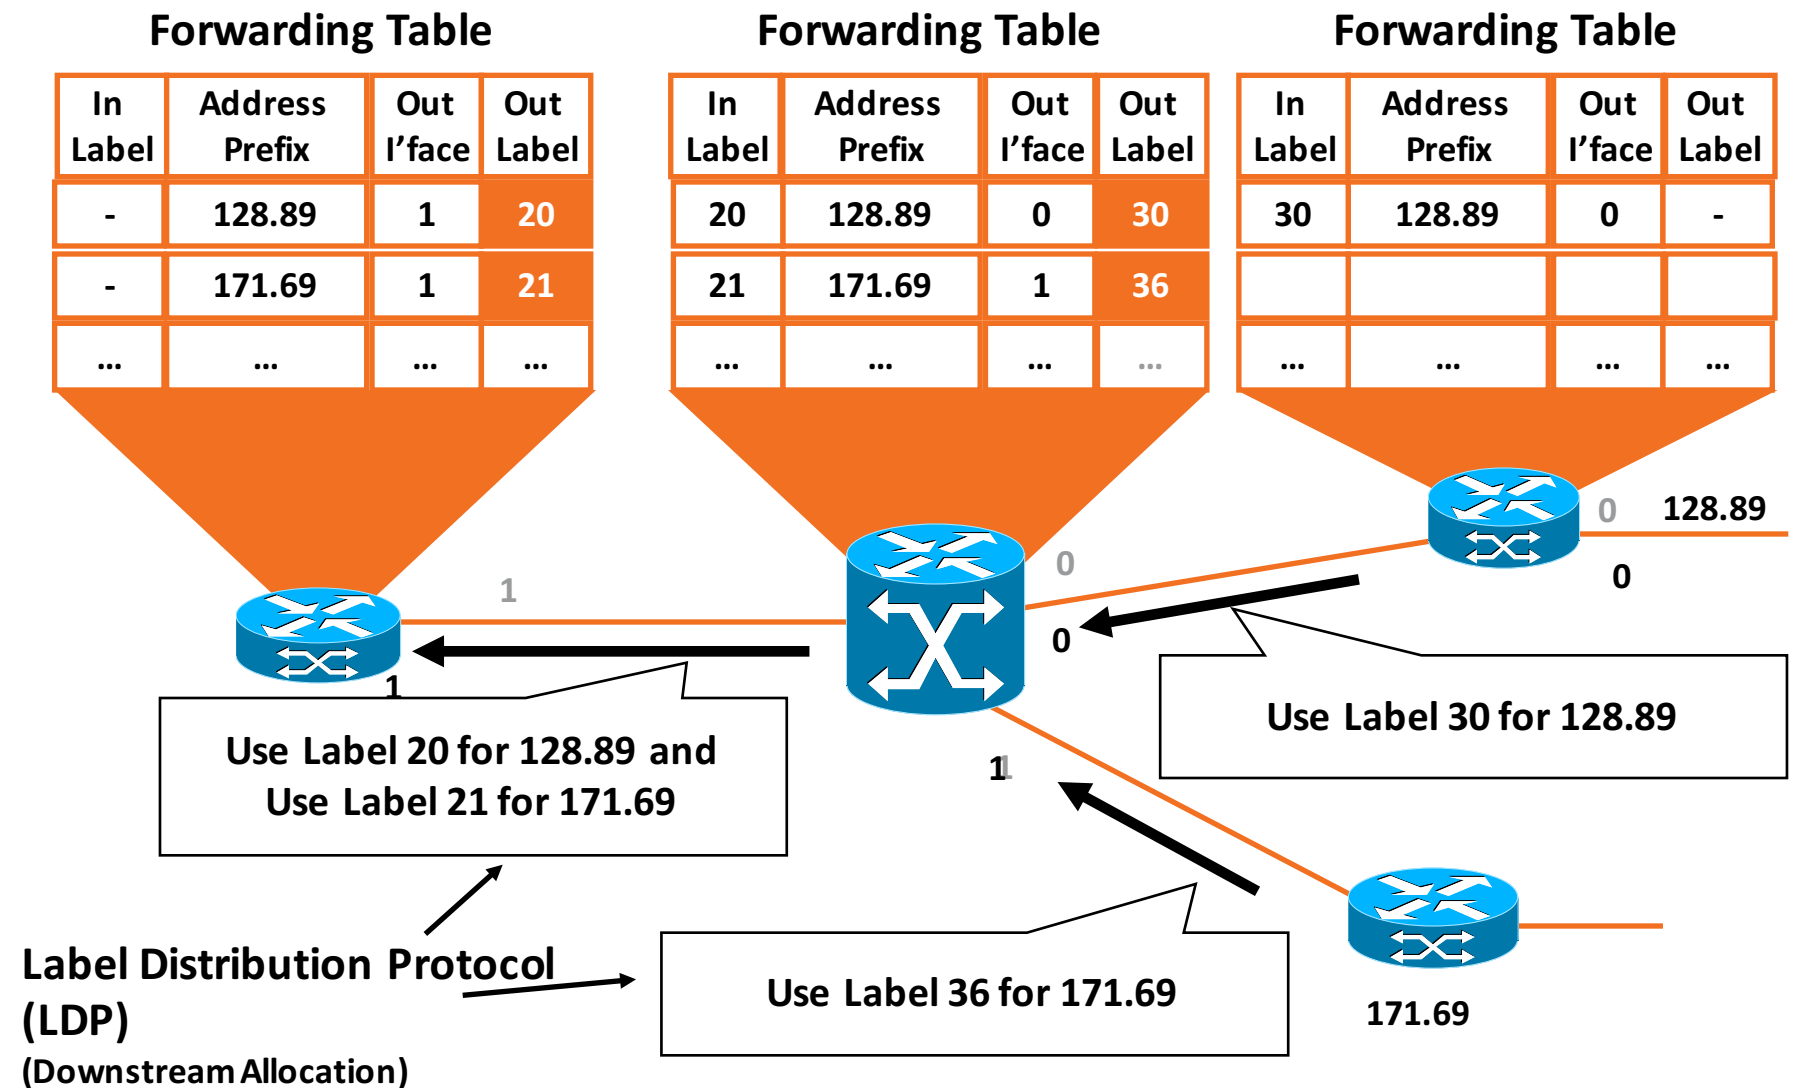 Forwarding Table Forwarding Table Forwarding Table
In Address Out Out In Address Out Out In Address Out Out
Label Prefix I’face Label Label Prefix I’face Label Label Prefix I’face Label
- 128.89 1 20 20 128.89 0 30 30 128.89 0 -
- 171.69 1 21 21 171.69 1 36
... ... ... ... ... ... ... ... ... ... ... ...
0 128.89
0
1
0
0
1
Use Label 20 for 128.89 and
Use Label 21 for 171.69
Use Label 30 for 128.89
1 1
Label Distribution Protocol
(LDP)
(Downstream Allocation)
Use Label 36 for 171.69
171.69